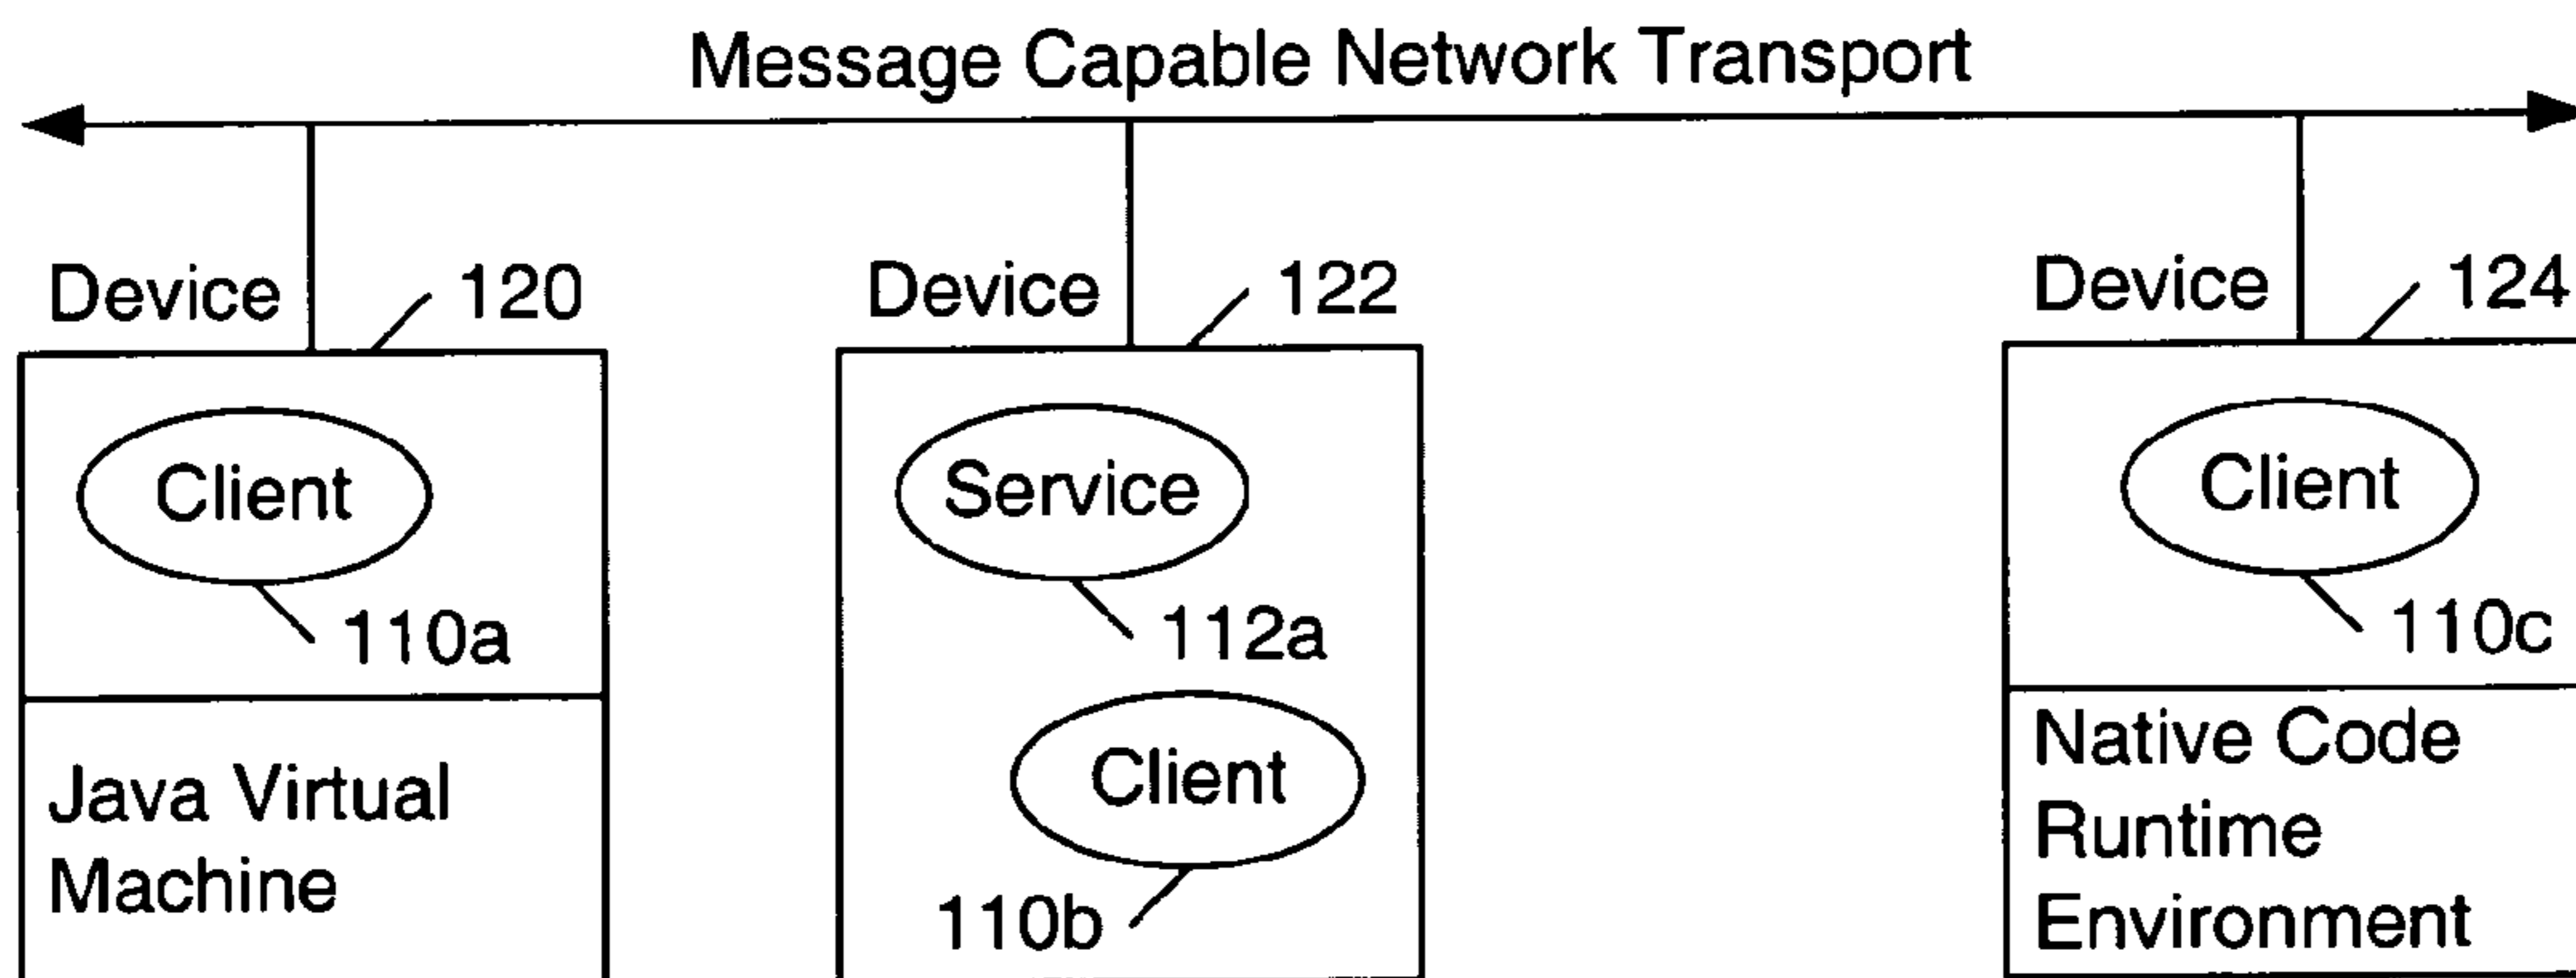 Message Capable Network Transport
Device 120
Device 122
Device 124
Client
Service
Client
110a
112a
110c
Client
110b
Java Virtual
Machine
Native Code
Runtime
Environment